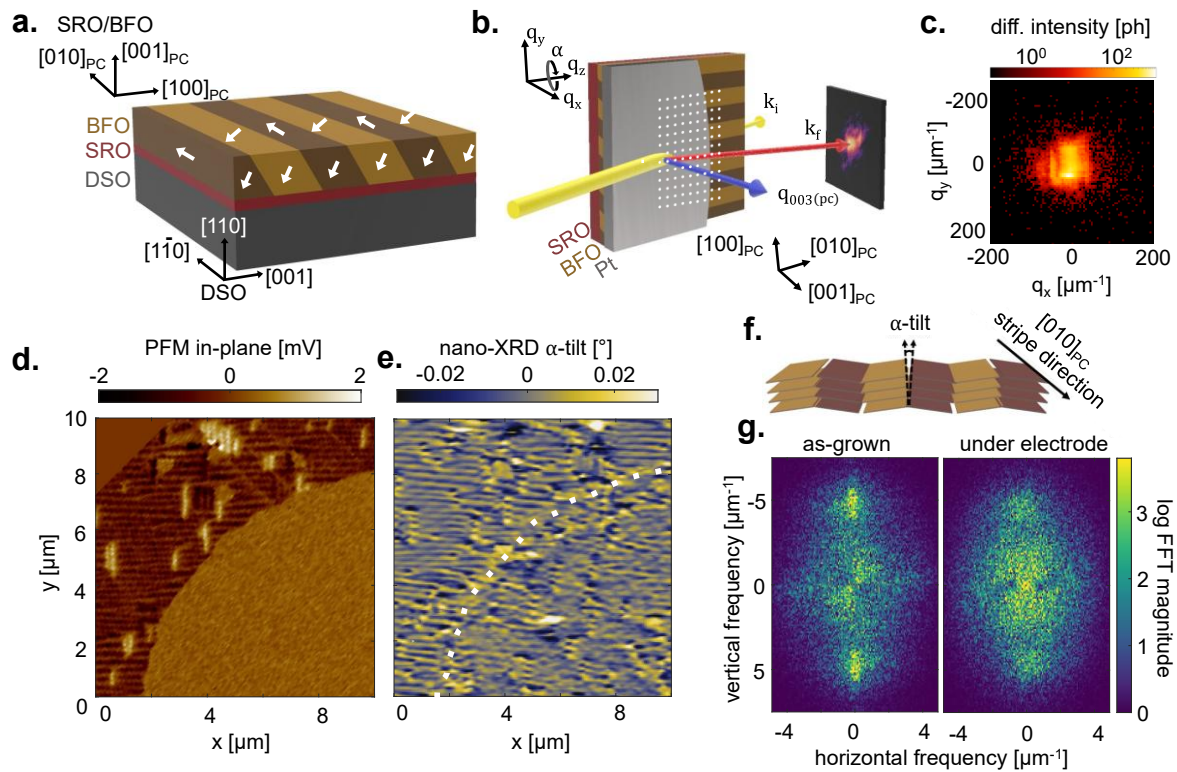 a.
SRO/BFO
[010]PC
[001]PC
[100]PC
BFO
SRO
DSO
[110]
[11̄0]
[001]
DSO
b.
qy
α
qz
qx
ki
kf
q003(pc)
SRO
BFO
Pt
[100]PC
[010]PC
[001]PC
c.
diff. intensity [ph]
10⁰ 10²
-200
0
200
qy [µm⁻¹]
-200 0 200
qx [µm⁻¹]
d.
PFM in-plane [mV]
-2 0 2
10
8
6
4
2
0
y [µm]
0 4 8
x [µm]
e.
nano-XRD α-tilt [°]
-0.02 0 0.02
0 4 8
x [µm]
f.
α-tilt
[010]PC
stripe direction
g.
as-grown under electrode
-5
0
5
vertical frequency [µm⁻¹]
-4 0 4 -4 0 4
horizontal frequency [µm⁻¹]
3
2
1
0
log FFT magnitude